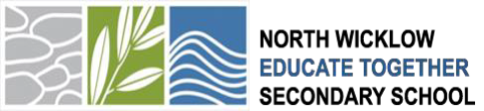 NORTH WICKLOW
EDUCATE TOGETHER
SECONDARY SCHOOL